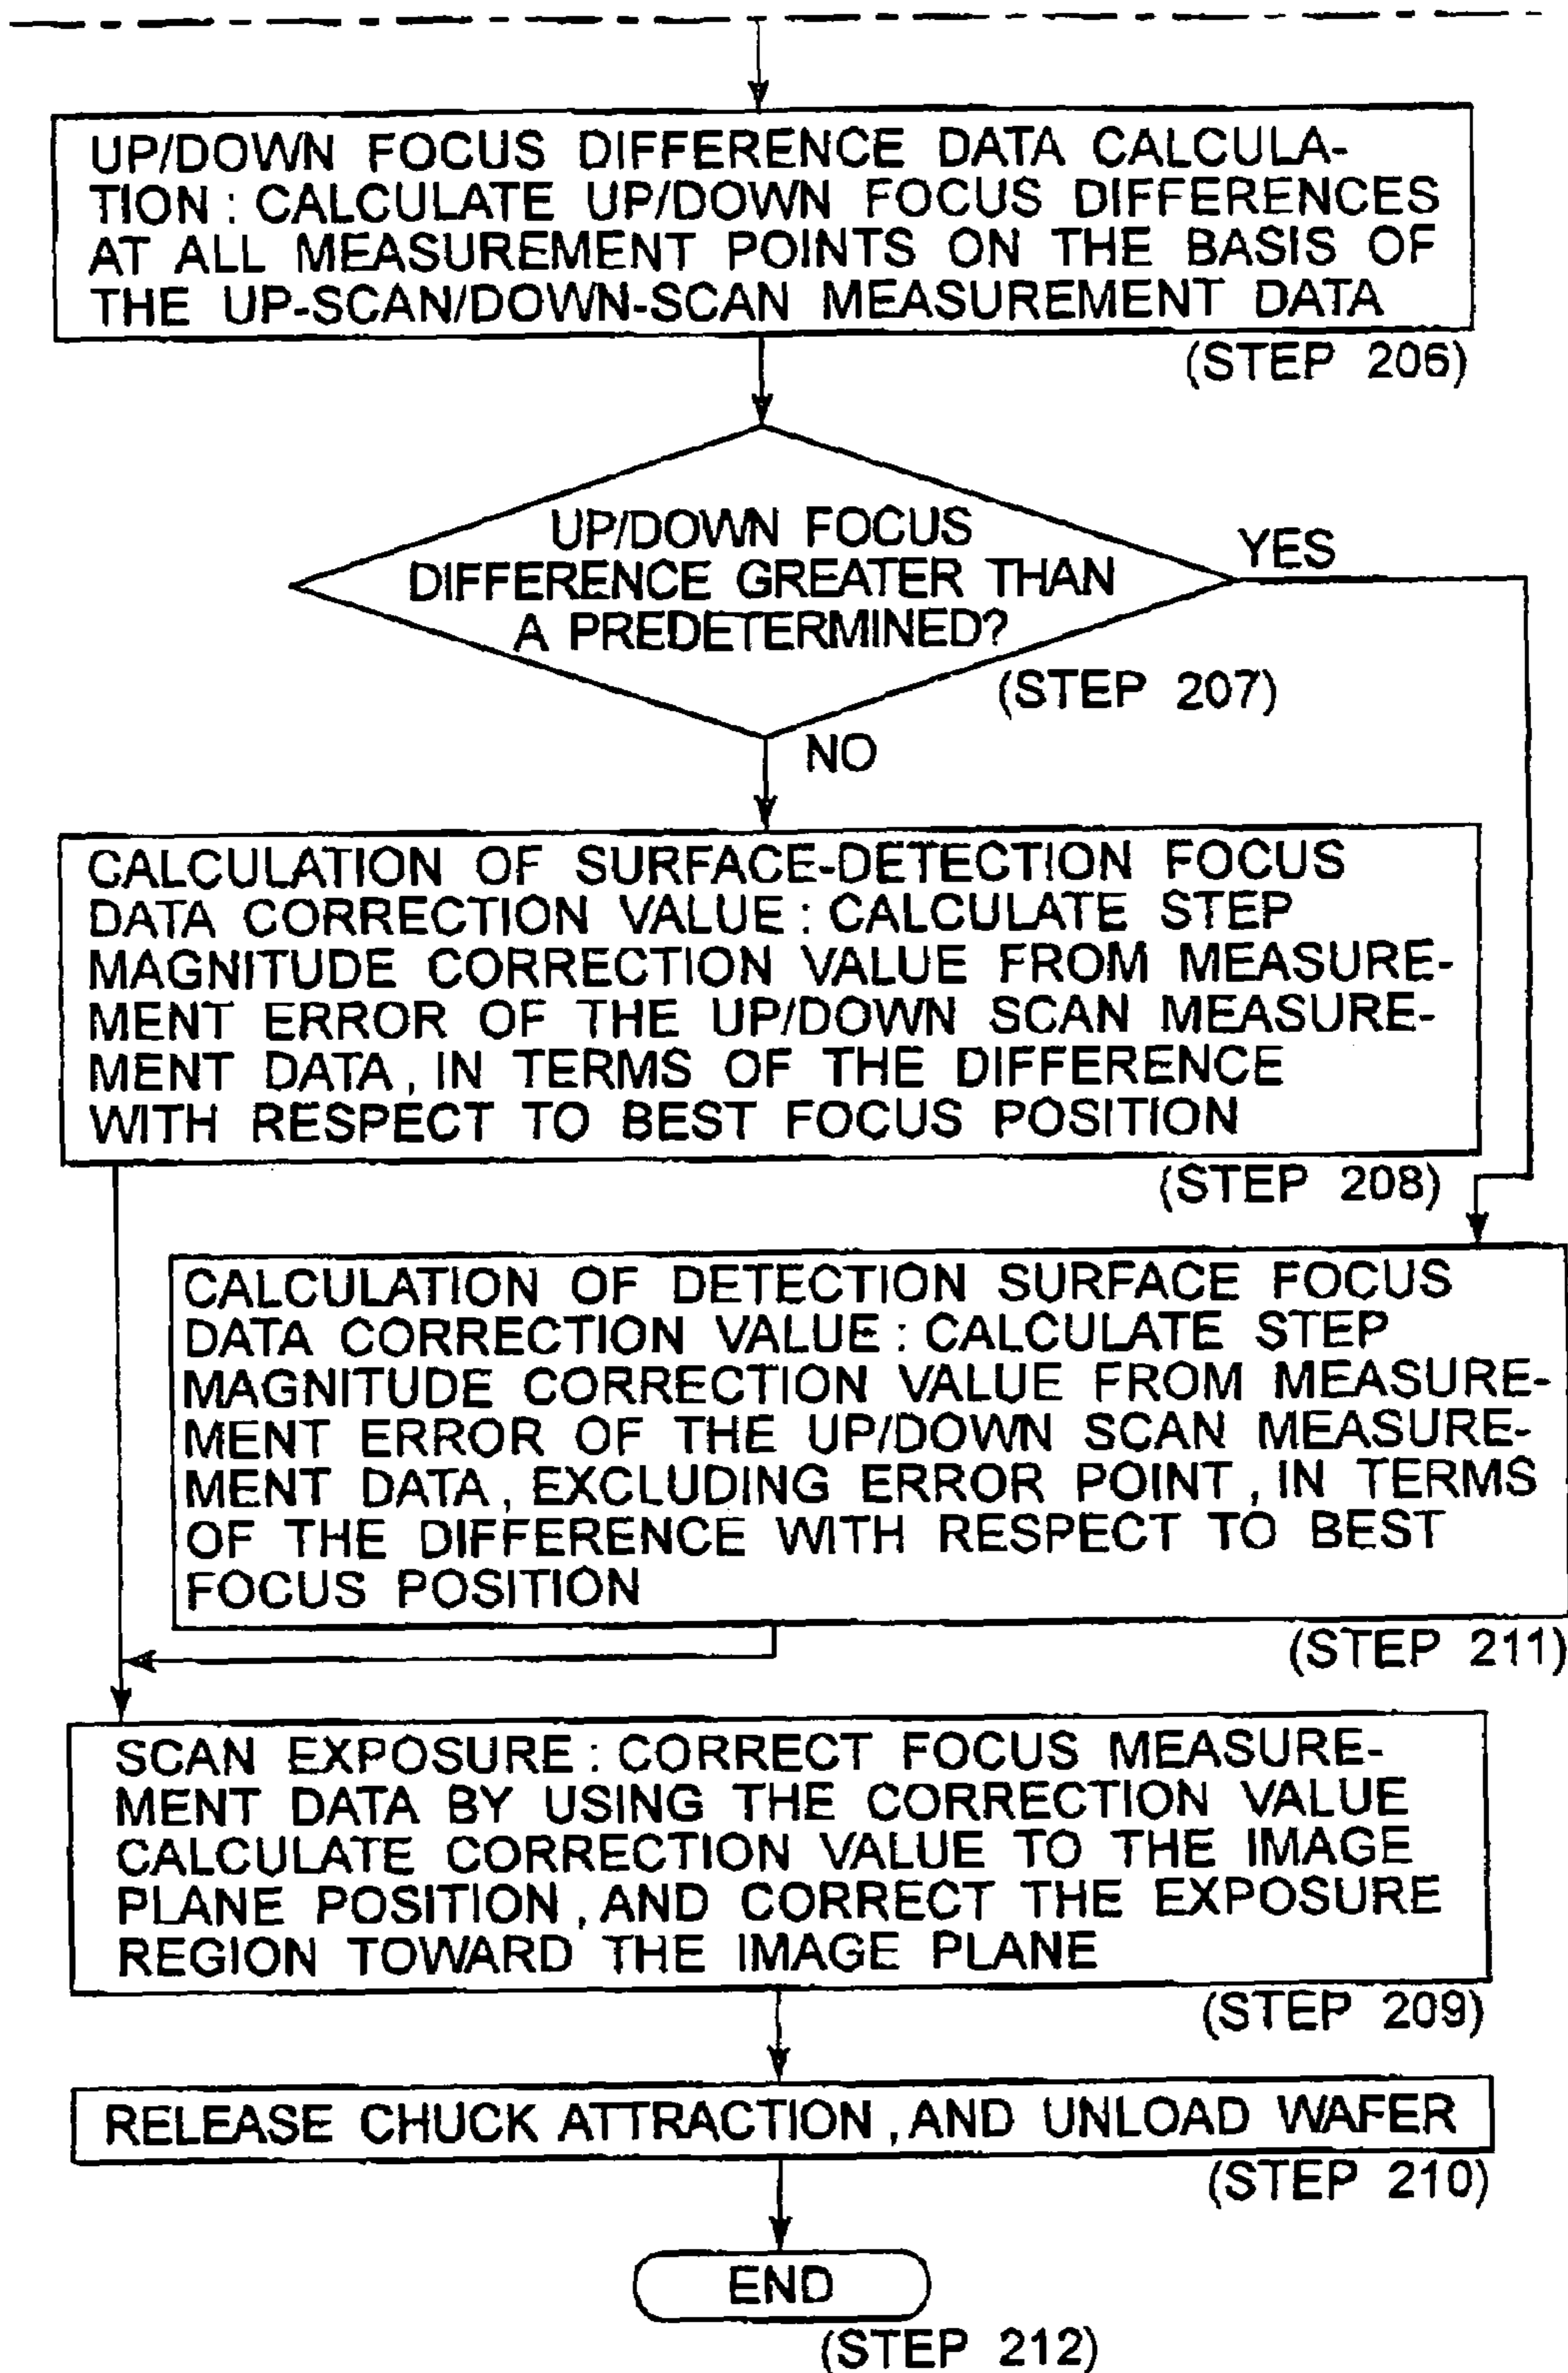 UP/DOWN FOCUS DIFFERENCE DATA CALCULA-
TION : CALCULATE UP/DOWN FOCUS DIFFERENCES
AT ALL MEASUREMENT POINTS ON THE BASIS OF
THE UP-SCAN/DOWN-SCAN MEASUREMENT DATA
(STEP 206)
UP/DOWN FOCUS
DIFFERENCE GREATER THAN
A PREDETERMINED?
YES
(STEP 207)
NO
CALCULATION OF SURFACE-DETECTION FOCUS
DATA CORRECTION VALUE : CALCULATE STEP
MAGNITUDE CORRECTION VALUE FROM MEASURE-
MENT ERROR OF THE UP/DOWN SCAN MEASURE-
MENT DATA, IN TERMS OF THE DIFFERENCE
WITH RESPECT TO BEST FOCUS POSITION
(STEP 208)
CALCULATION OF DETECTION SURFACE FOCUS
DATA CORRECTION VALUE : CALCULATE STEP
MAGNITUDE CORRECTION VALUE FROM MEASURE-
MENT ERROR OF THE UP/DOWN SCAN MEASURE-
MENT DATA, EXCLUDING ERROR POINT, IN TERMS
OF THE DIFFERENCE WITH RESPECT TO BEST
FOCUS POSITION
(STEP 211)
SCAN EXPOSURE : CORRECT FOCUS MEASURE-
MENT DATA BY USING THE CORRECTION VALUE
CALCULATE CORRECTION VALUE TO THE IMAGE
PLANE POSITION, AND CORRECT THE EXPOSURE
REGION TOWARD THE IMAGE PLANE
(STEP 209)
RELEASE CHUCK ATTRACTION, AND UNLOAD WAFER
(STEP 210)
END
(STEP 212)